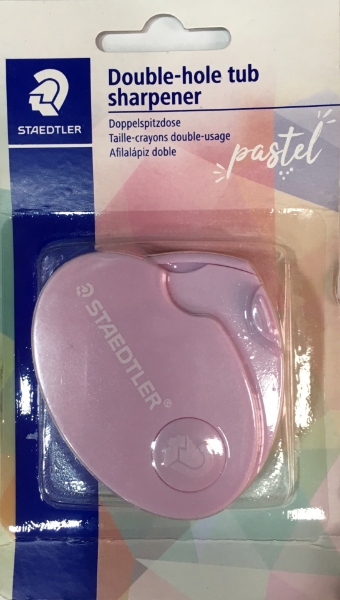 STAEDTLER
Double-hole tub
sharpener
Doppelspitzdose
Taille-crayons double-usage
Afilalápiz doble
pastel
STAEDTLER®